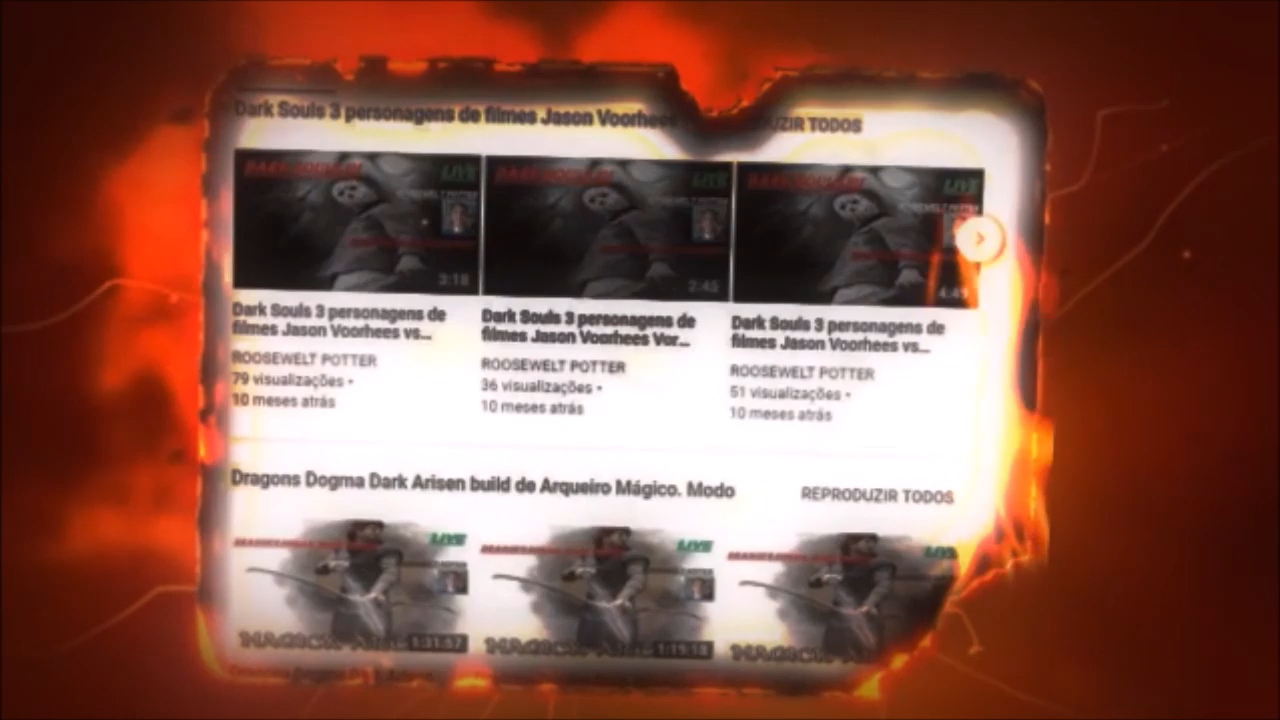 Dark Souls 3 personagens de filmes Jason Voorhees
UZIR TODOS
LIVE
LIVE
LIVE
3:18
2:45
Dark Souls 3 personagens de
filmes Jason Voorhees vs...
ROOSEWELT POTTER
79 visualizações •
10 meses atrás
Dark Souls 3 personagens de
filmes Jason Voorhees Vor...
ROOSEWELT POTTER
36 visualizações •
10 meses atrás
Dark Souls 3 personagens de
filmes Jason Voorhees vs...
ROOSEWELT POTTER
51 visualizações •
10 meses atrás
Dragons Dogma Dark Arisen build de Arqueiro Mágico. Modo
REPRODUZIR TODOS
LIVE
LIVE
LIVE
1:31:57
1:19:18